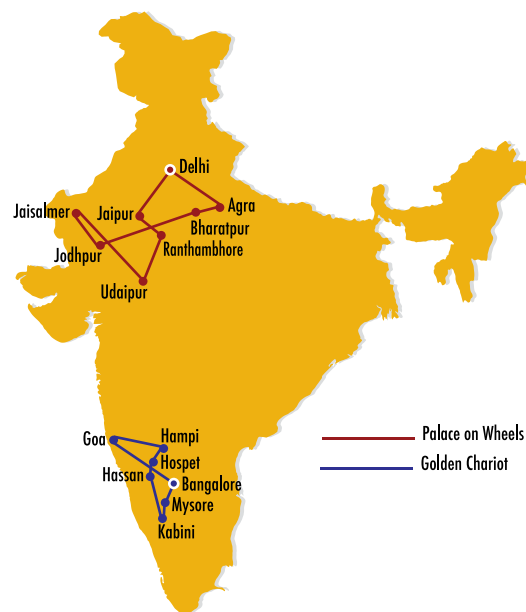 Delhi
Jaisalmer
Jaipur
Agra
Bharatpur
Jodhpur
Ranthambhore
Udaipur
Goa
Hampi
Hospet
Hassan
Bangalore
Mysore
Kabini
Palace on Wheels
Golden Chariot